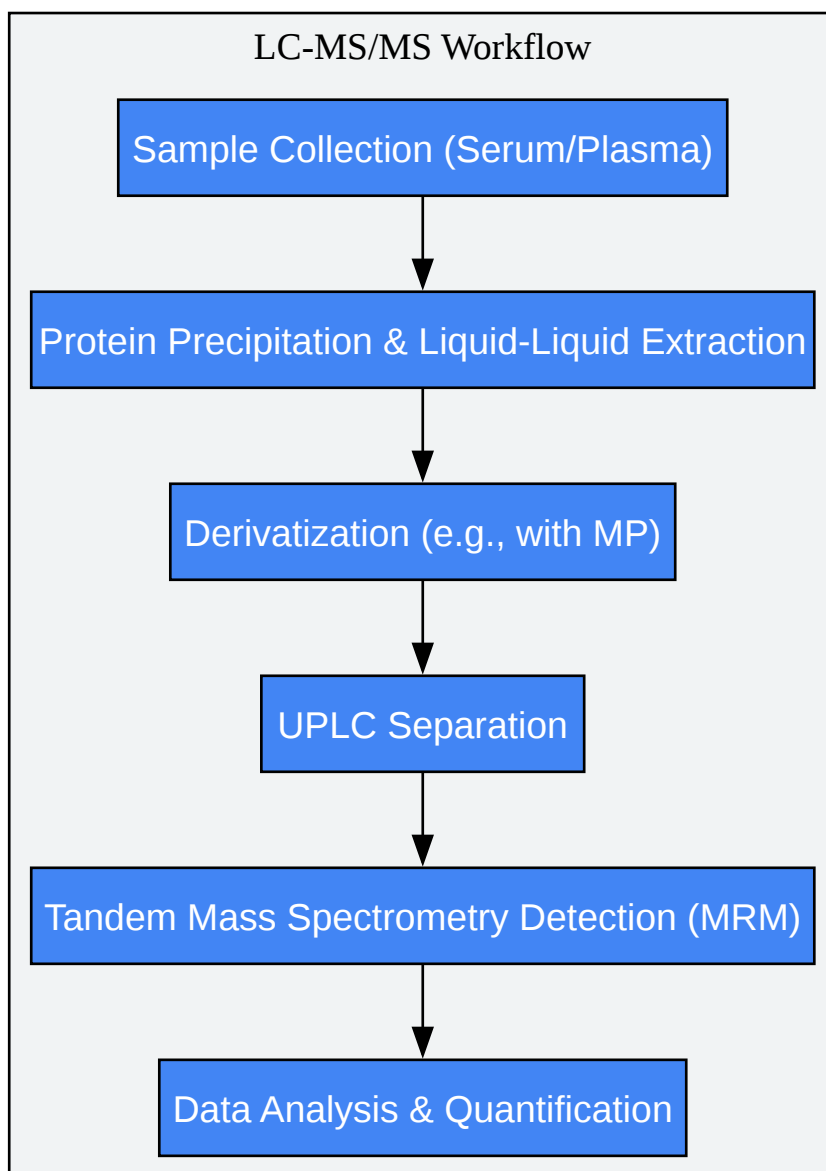 LC-MS/MS Workflow
Sample Collection (Serum/Plasma)
Protein Precipitation & Liquid-Liquid Extraction
Derivatization (e.g., with MP)
UPLC Separation
Tandem Mass Spectrometry Detection (MRM)
Data Analysis & Quantification